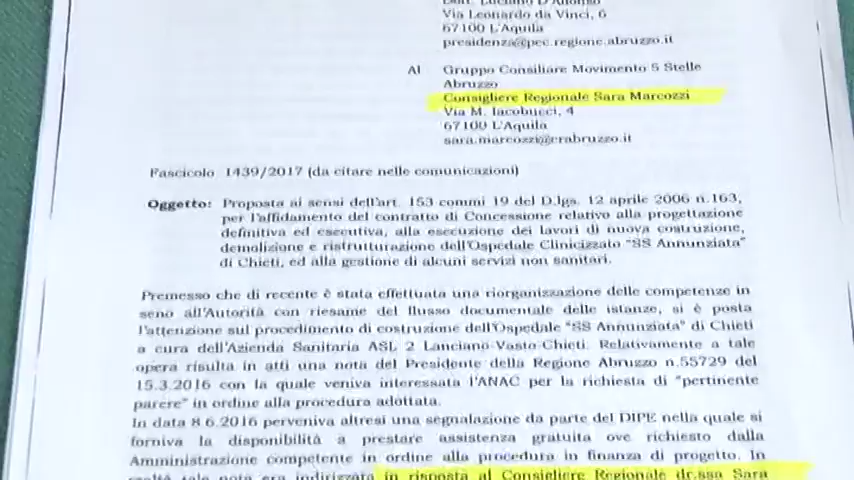 Dott. Luciano D'Alfonso
Via Leonardo da Vinci, 6
67100 L'Aquila
presidenza@pec.regione.abruzzo.it
Al Gruppo Consiliare Movimento 5 Stelle
Abruzzo
Consigliere Regionale Sara Marcozzi
Via M. Iacobucci, 4
67100 L'Aquila
sara.marcozzi@crabruzzo.it
Fascicolo 1439/2017 (da citare nelle comunicazioni)
Oggetto: Proposta ai sensi dell'art. 153 commi 19 del D.lgs. 12 aprile 2006 n.163,
per l'affidamento del contratto di Concessione relativo alla progettazione
definitiva ed esecutiva, alla esecuzione dei lavori di nuova costruzione,
demolizione e ristrutturazione dell'Ospedale Clinicizzato "SS Annunziata"
di Chieti, ed alla gestione di alcuni servizi non sanitari.
Premesso che di recente è stata effettuata una riorganizzazione delle competenze in
seno all'Autorità con riesame del flusso documentale delle istanze, si è posta
l'attenzione sul procedimento di costruzione dell'Ospedale "SS Annunziata" di Chieti
a cura dell'Azienda Sanitaria ASL 2 Lanciano-Vasto-Chieti. Relativamente a tale
opera risulta in atti una nota del Presidente della Regione Abruzzo n.55729 del
15.3.2016 con la quale veniva interessata l'ANAC per la richiesta di "pertinente
parere" in ordine alla procedura adottata.
In data 8.6.2016 perveniva altresì una segnalazione da parte del DIPE nella quale si
forniva la disponibilità a prestare assistenza gratuita ove richiesto dalla
Amministrazione competente in ordine alla procedura in finanza di progetto. In
realtà tale nota era indirizzata in risposta al Consigliere Regionale dr.ssa Sara